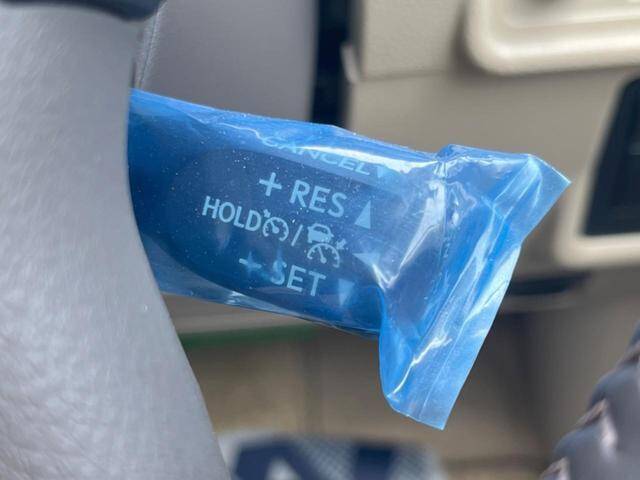 CANCEL
+ RES
HOLD /
+ SET